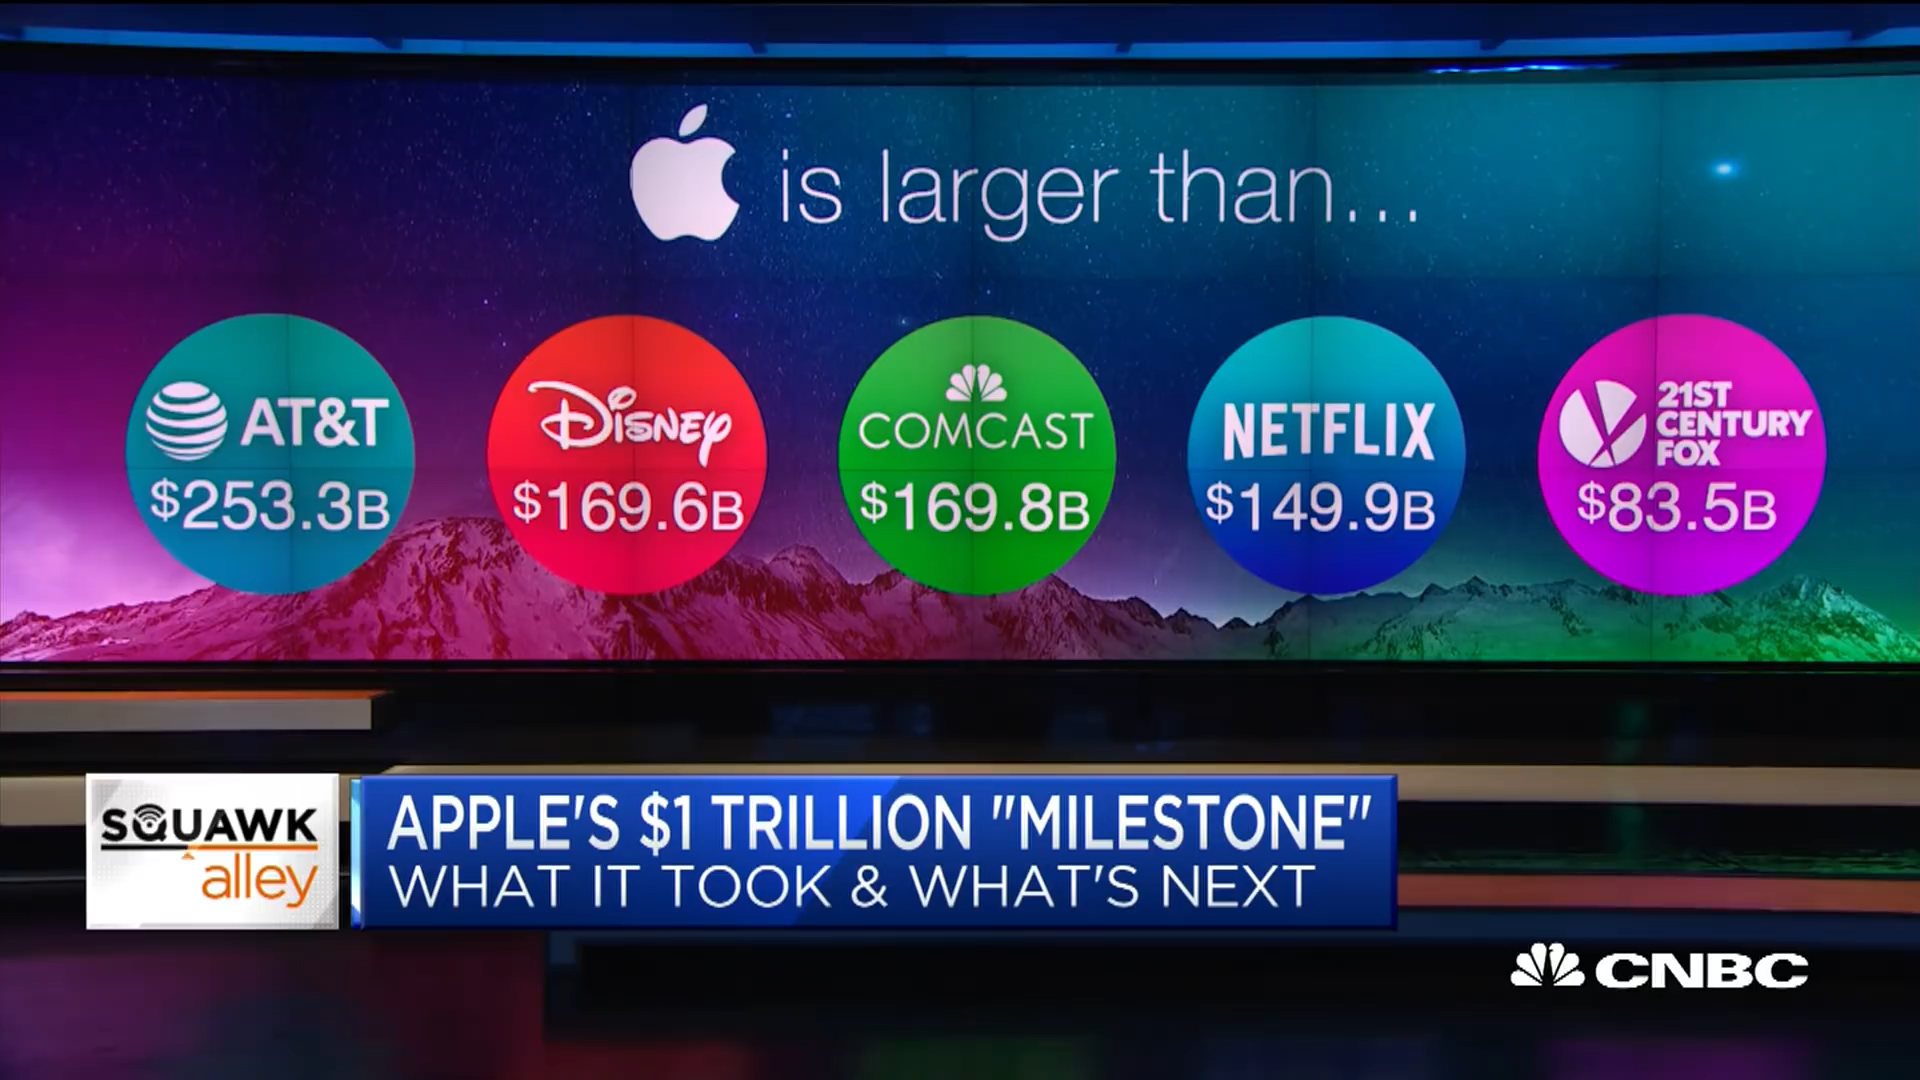 is larger than...
AT&T
$253.3B
DISNEY
$169.6B
COMCAST
$169.8B
NETFLIX
$149.9B
21ST
CENTURY
FOX
$83.5B
SQUAWK
alley
APPLE'S $1 TRILLION "MILESTONE"
WHAT IT TOOK & WHAT'S NEXT
CNBC